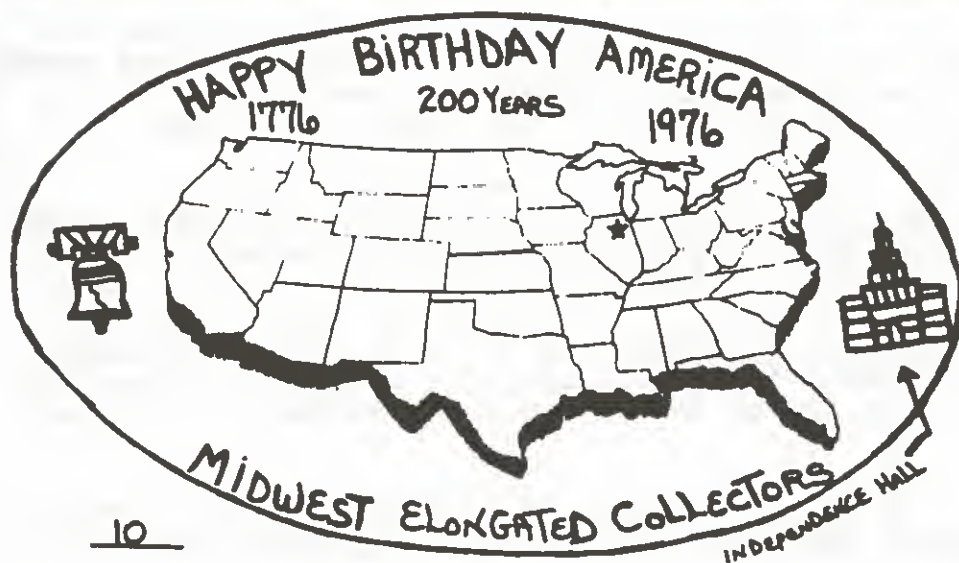 HAPPY BiRTHDAY AMERICA
1776 200 YEARS 1976
MiDWEST ELONGATED COLLECTORS
INDEPENDENCE HALL
10